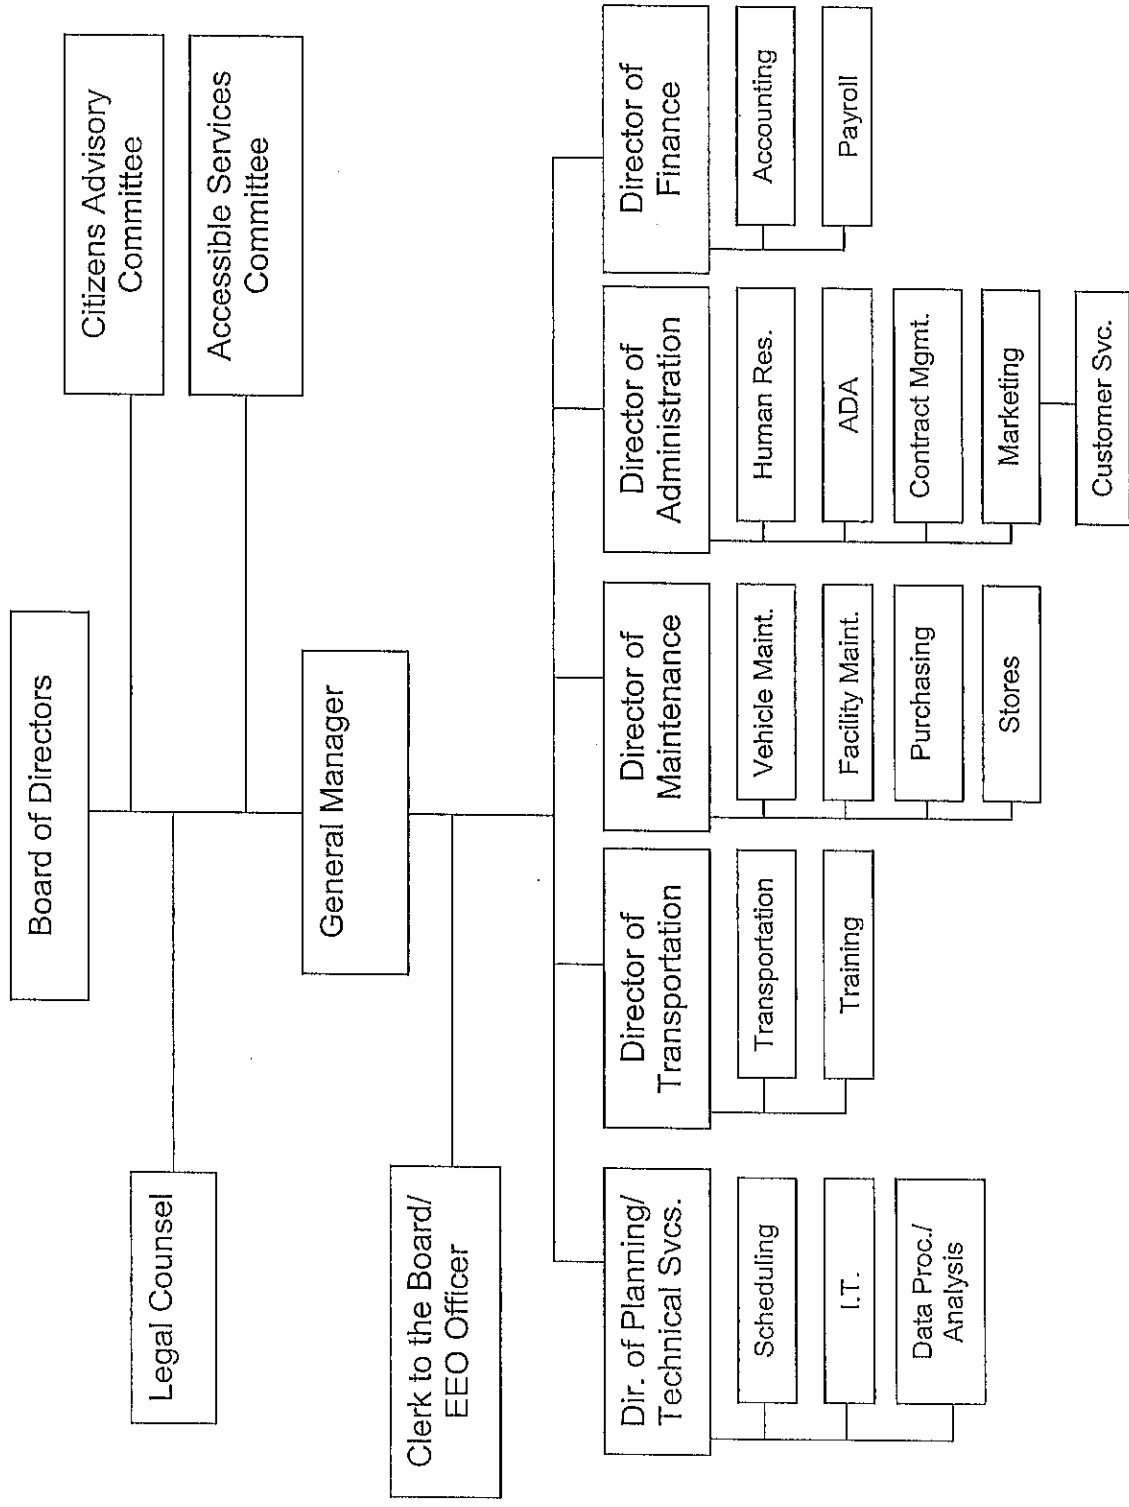 Board of Directors
Citizens Advisory
Committee
Legal Counsel
Accessible Services
Committee
General Manager
Clerk to the Board/
EEO Officer
Dir. of Planning/
Technical Svcs.
Scheduling
I.T.
Data Proc./
Analysis
Director of
Transportation
Transportation
Training
Director of
Maintenance
Vehicle Maint.
Facility Maint.
Purchasing
Stores
Director of
Administration
Human Res.
ADA
Contract Mgmt.
Marketing
Customer Svc.
Director of
Finance
Accounting
Payroll